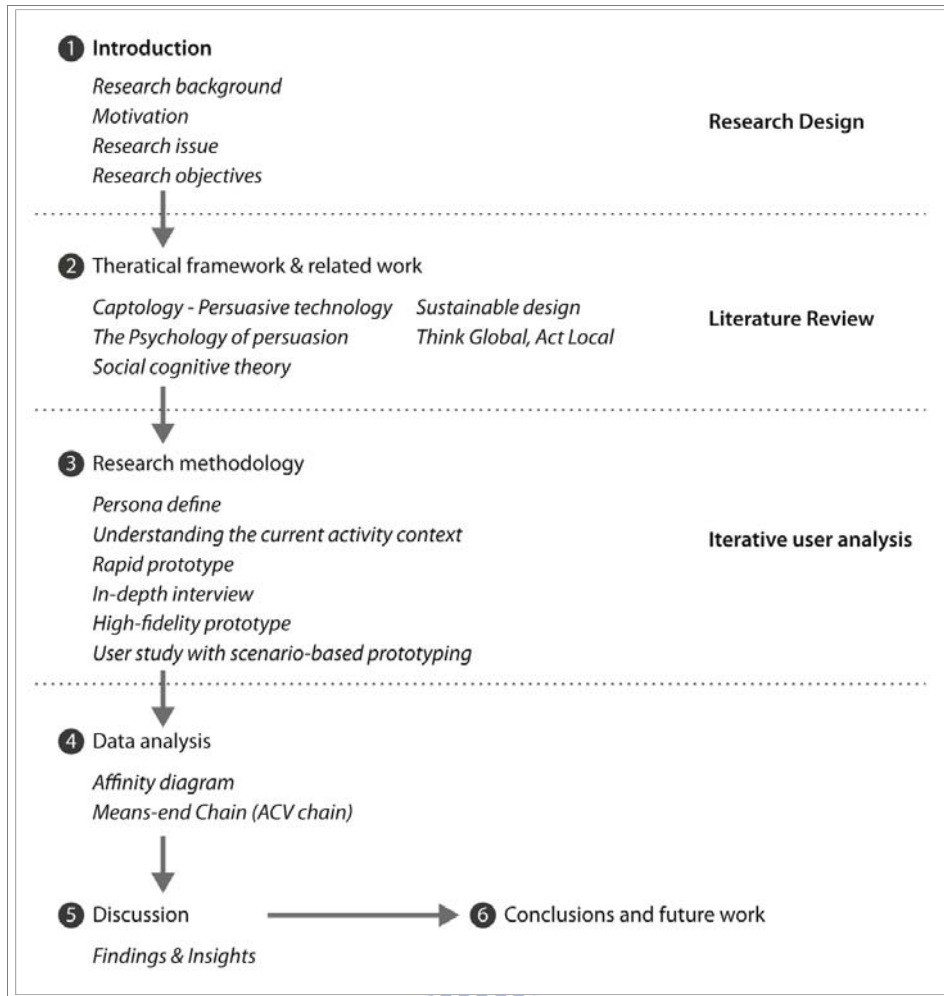 1 Introduction
Research background
Motivation
Research issue
Research objectives
Research Design
2 Theratical framework & related work
Captology - Persuasive technology
The Psychology of persuasion
Social cognitive theory
Sustainable design
Think Global, Act Local
Literature Review
3 Research methodology
Persona define
Understanding the current activity context
Rapid prototype
In-depth interview
High-fidelity prototype
User study with scenario-based prototyping
Iterative user analysis
4 Data analysis
Affinity diagram
Means-end Chain (ACV chain)
5 Discussion
Findings & Insights
6 Conclusions and future work